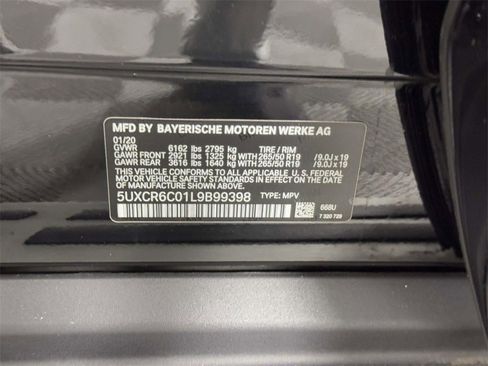 MFD BY BAYERISCHE MOTOREN WERKE AG
01/20
GVWR 6162 lbs 2795 kg TIRE / RIM
GAWR FRONT 2921 lbs 1325 kg WITH 265/50 R19 /9.0J x 19
GAWR REAR 3616 lbs 1640 kg WITH 265/50 R19 /9.0J x 19
THIS VEHICLE CONFORMS TO ALL APPLICABLE U. S. FEDERAL
MOTOR VEHICLE SAFETY STANDARDS IN EFFECT ON
THE DATE OF MANUFACTURE SHOWN ABOVE.
5UXCR6C01L9B99398 TYPE: MPV
668U
7 320 729